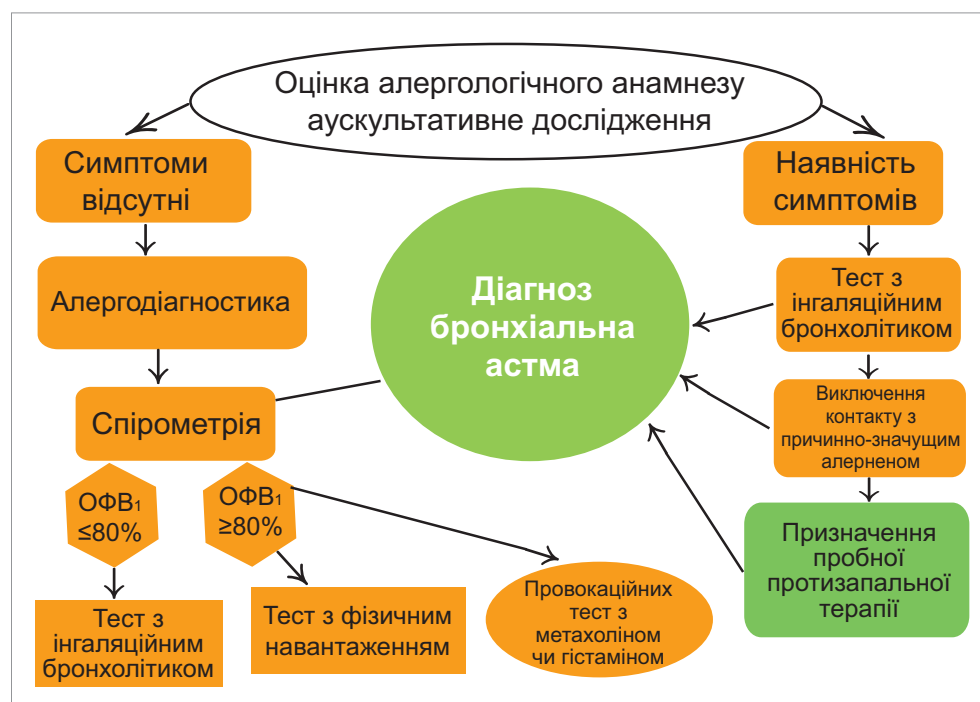 Оцінка алергологічного анамнезу
аускультативне дослідження
Симптоми
відсутні
Наявність
симптомів
Алергодіагностика
Діагноз
бронхіальна
астма
Тест з
інгаляційним
бронхолітиком
Спірометрія
Виключення
контакту з
причинно-значущим
алерненом
ОФВ₁
≤80%
ОФВ₁
≥80%
Призначення
пробної
протизапальної
терапії
Тест з
інгаляційним
бронхолітиком
Тест з фізичним
навантаженням
Провокаційних
тест з
метахоліном
чи гістаміном